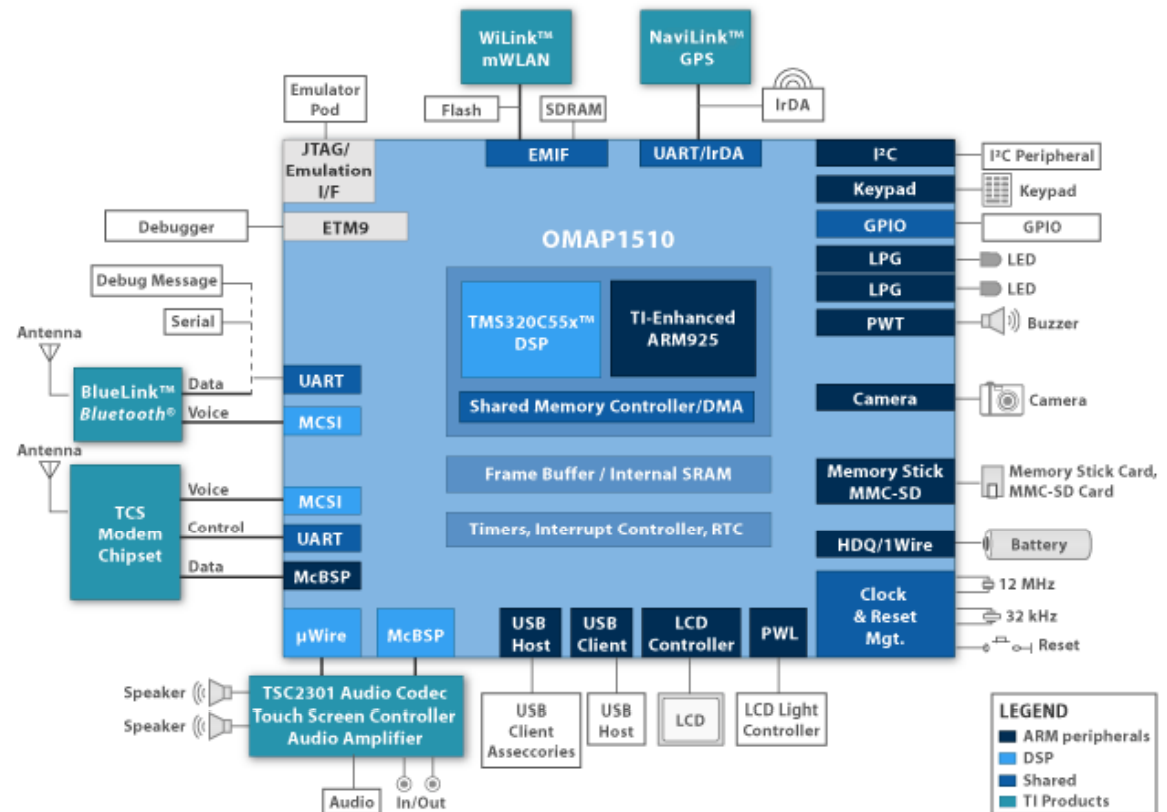 WiLink™
mWLAN
NaviLink™
GPS
Emulator
Pod
Flash
SDRAM
IrDA
JTAG/
Emulation
I/F
EMIF
UART/IrDA
I²C
I²C Peripheral
Keypad
Keypad
ETM9
Debugger
GPIO
GPIO
OMAP1510
LPG
LED
Debug Message
LPG
LED
Serial
TMS320C55x™
DSP
TI-Enhanced
ARM925
PWT
Buzzer
Antenna
BlueLink™
Bluetooth®
Data
Voice
UART
MCSI
Shared Memory Controller/DMA
Camera
Camera
Antenna
Frame Buffer / Internal SRAM
Memory Stick
MMC-SD
Memory Stick Card,
MMC-SD Card
TCS
Modem
Chipset
Voice
Control
Data
MCSI
UART
McBSP
Timers, Interrupt Controller, RTC
HDQ/1Wire
Battery
Clock
& Reset
Mgt.
12 MHz
32 kHz
Reset
µWire
McBSP
USB
Host
USB
Client
LCD
Controller
PWL
Speaker
Speaker
TSC2301 Audio Codec
Touch Screen Controller
Audio Amplifier
USB
Client
Asseccories
USB
Host
LCD
LCD Light
Controller
Audio
In/Out
LEGEND
ARM peripherals
DSP
Shared
TI Products